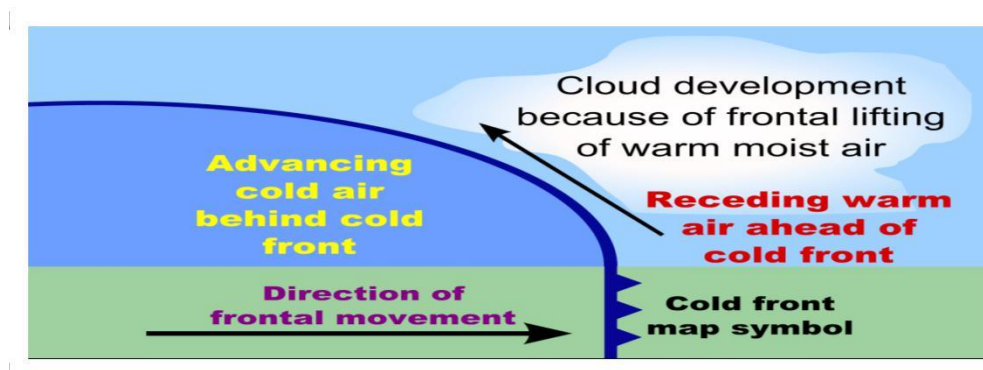 Cloud development
because of frontal lifting
of warm moist air
Advancing
cold air
behind cold
front
Receding warm
air ahead of
cold front
Direction of
frontal movement
Cold front
map symbol